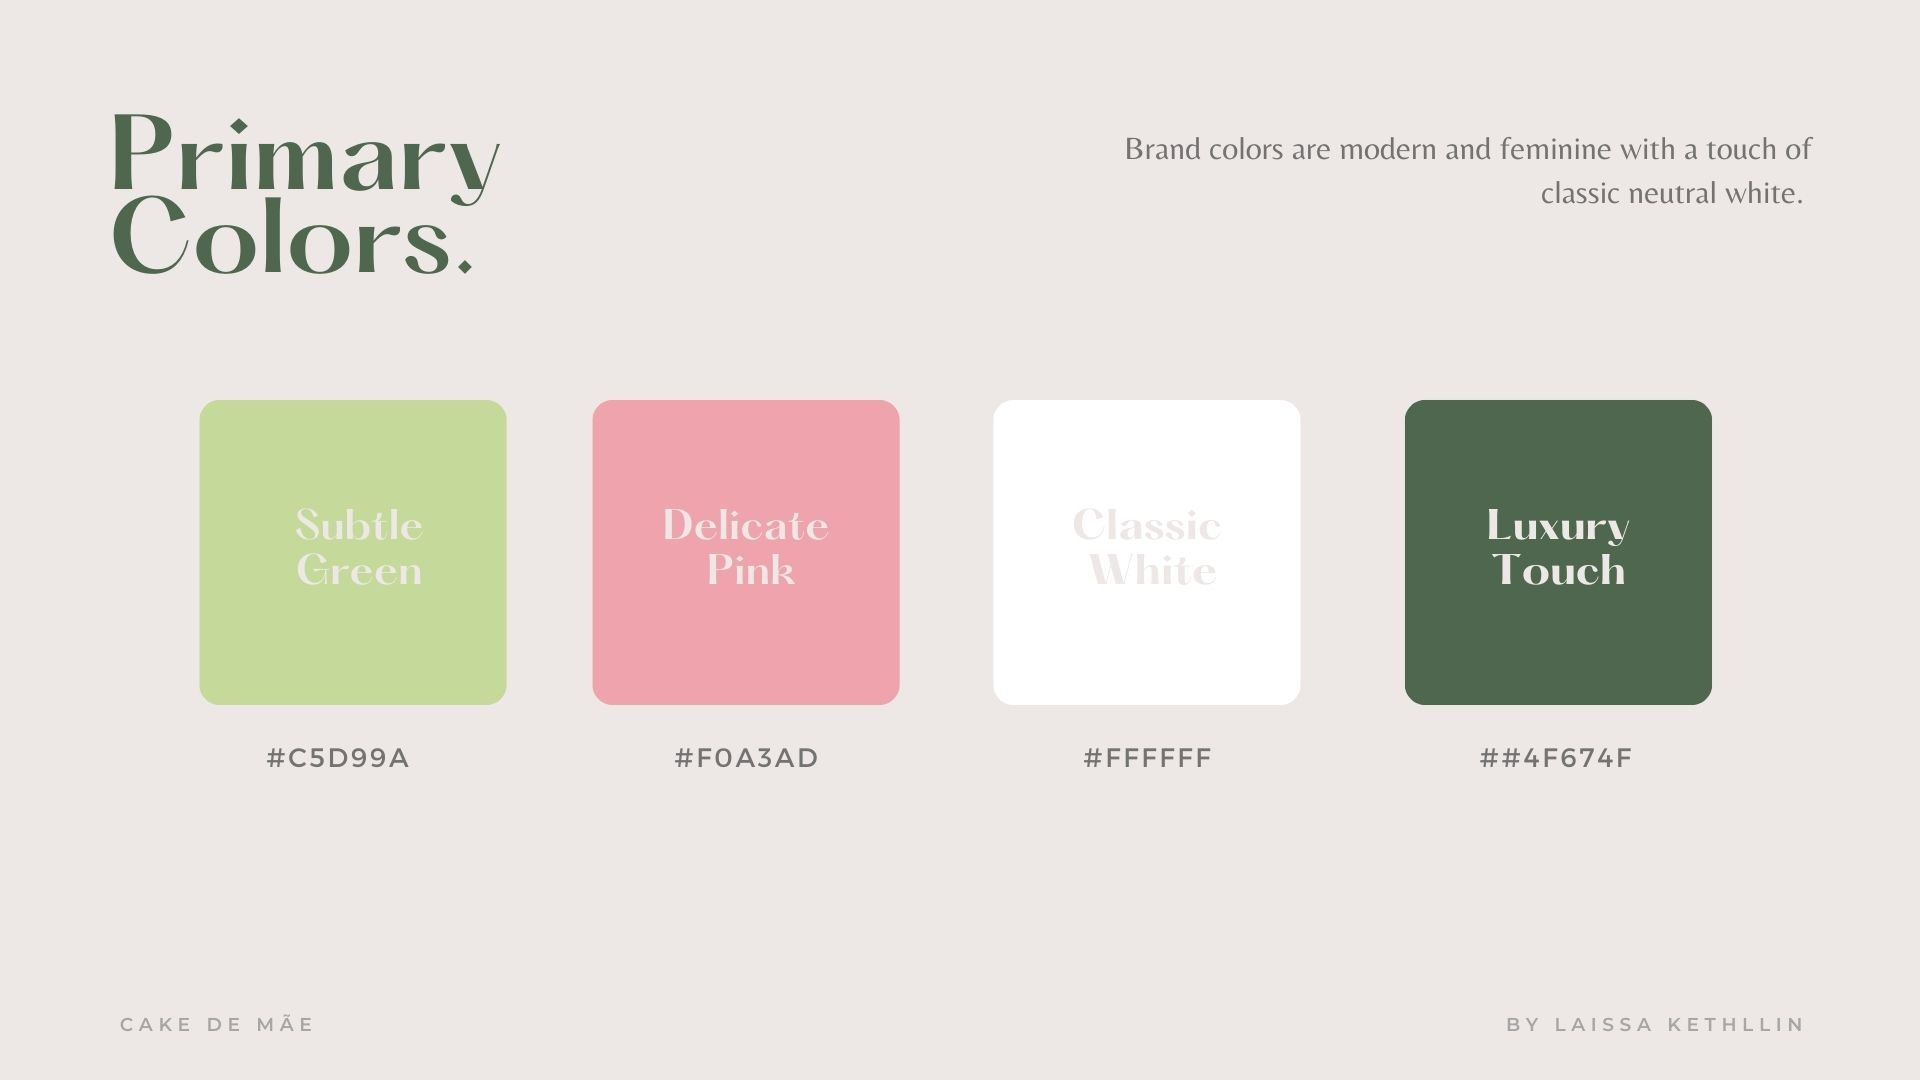 Primary
Colors.
Brand colors are modern and feminine with a touch of
classic neutral white.
Subtle
Green
Delicate
Pink
Classic
White
Luxury
Touch
#C5D99A
#F0A3AD
#FFFFFF
##4F674F
CAKE DE MÃE
BY LAISSA KETHLLIN